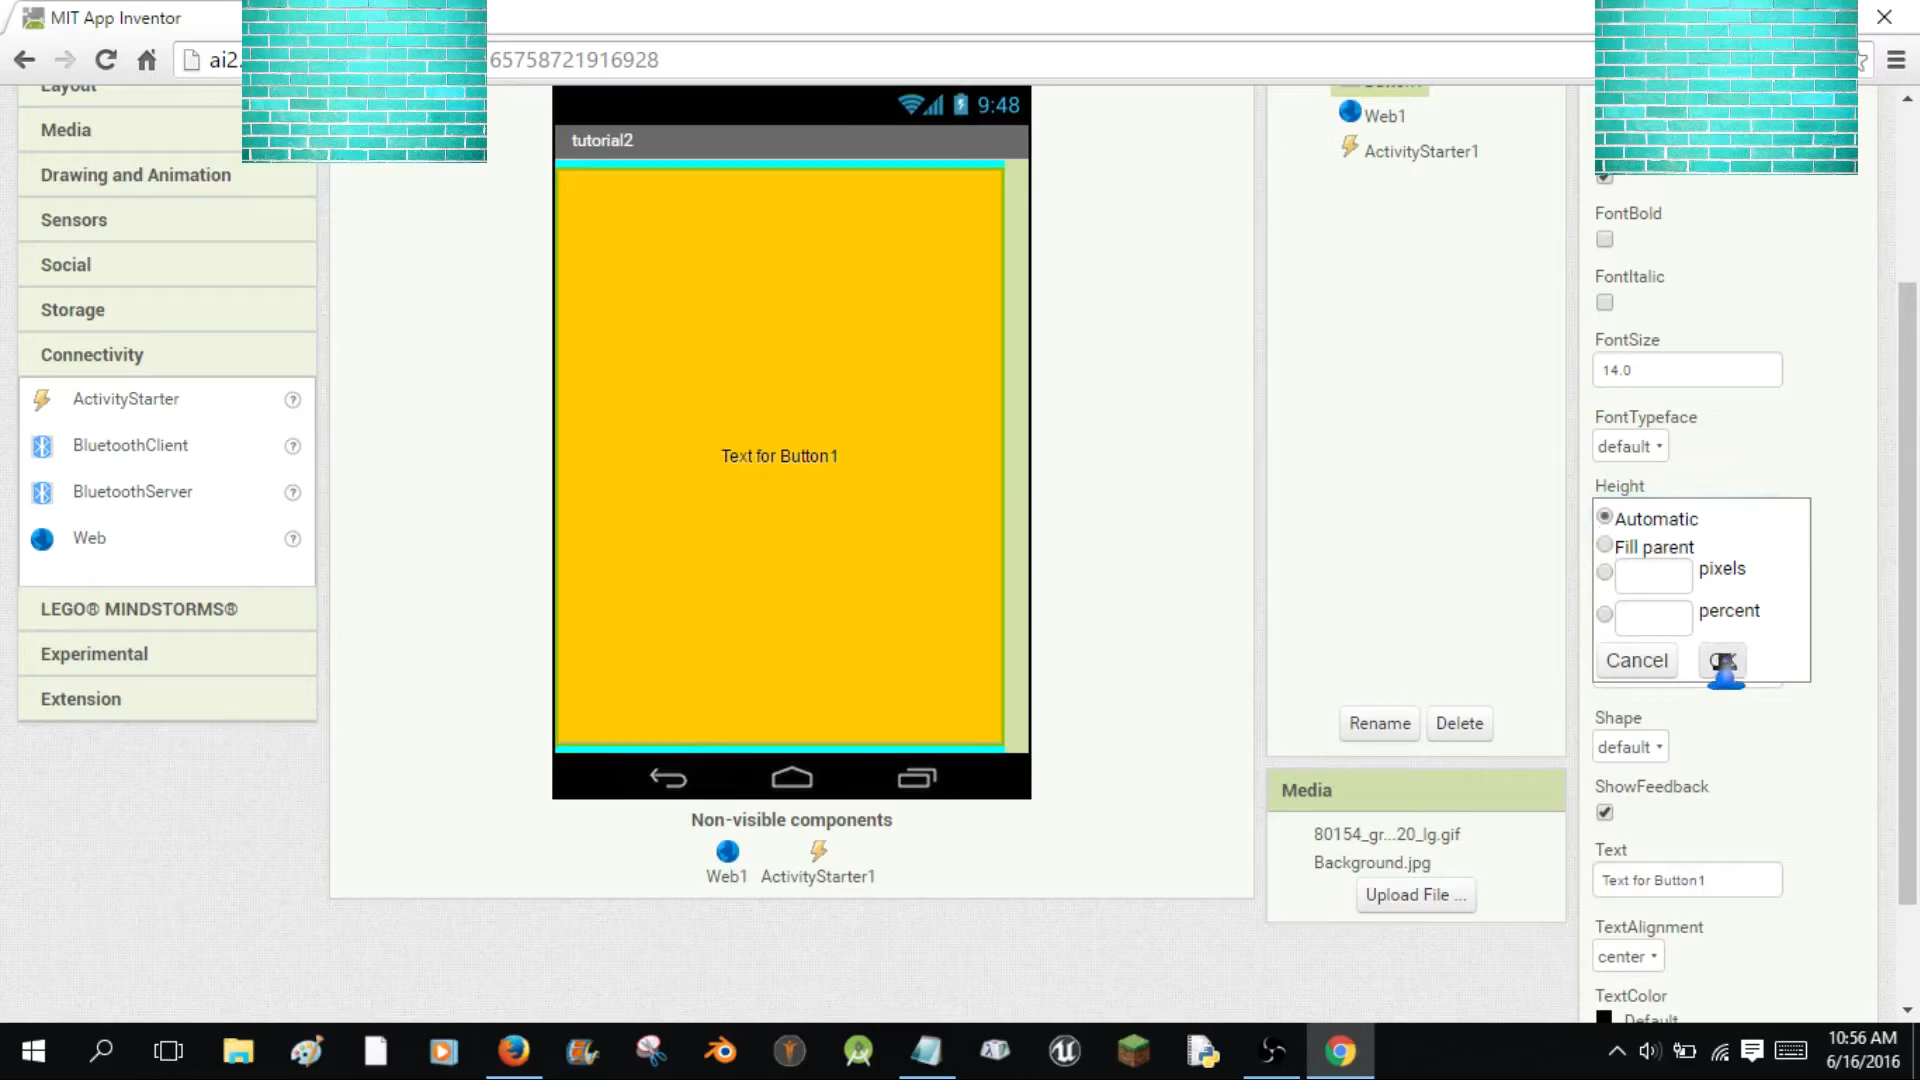 MIT App Inventor
ai2.
65758721916928
Layout
Media
Drawing and Animation
Sensors
Social
Storage
Connectivity
ActivityStarter
?
BluetoothClient
?
BluetoothServer
?
Web
?
LEGO® MINDSTORMS®
Experimental
Extension
9:48
tutorial2
Text for Button1
Non-visible components
Web1
ActivityStarter1
Web1
ActivityStarter1
Rename
Delete
Media
80154_gr...20_lg.gif
Background.jpg
Upload File ...
FontBold
FontItalic
FontSize
14.0
FontTypeface
default
Height
Automatic
Fill parent
pixels
percent
Cancel
Shape
default
ShowFeedback
Text
Text for Button1
TextAlignment
center
TextColor
Default
10:56 AM
6/16/2016